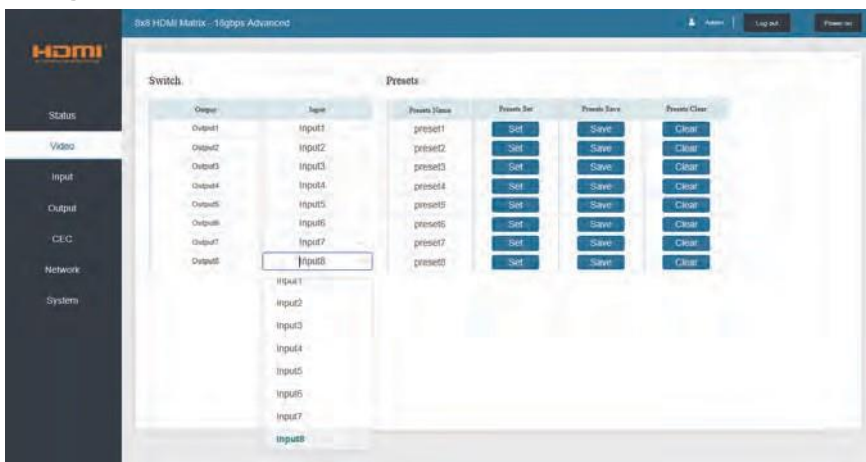 8x8 HDMI Matrix - 18gbps Advanced
Admin
Log out
Power on
HDMI
Status
Video
Input
Output
CEC
Network
System
Switch
Output Input
Output1 Input1
Output2 Input2
Output3 Input3
Output4 Input4
Output5 Input5
Output6 Input6
Output7 Input7
Output8 Input8
Input1
Input2
Input3
Input4
Input5
Input6
Input7
Input8
Presets
Presets Name Presets Set Presets Save Presets Clear
preset1 Set Save Clear
preset2 Set Save Clear
preset3 Set Save Clear
preset4 Set Save Clear
preset5 Set Save Clear
preset6 Set Save Clear
preset7 Set Save Clear
preset8 Set Save Clear